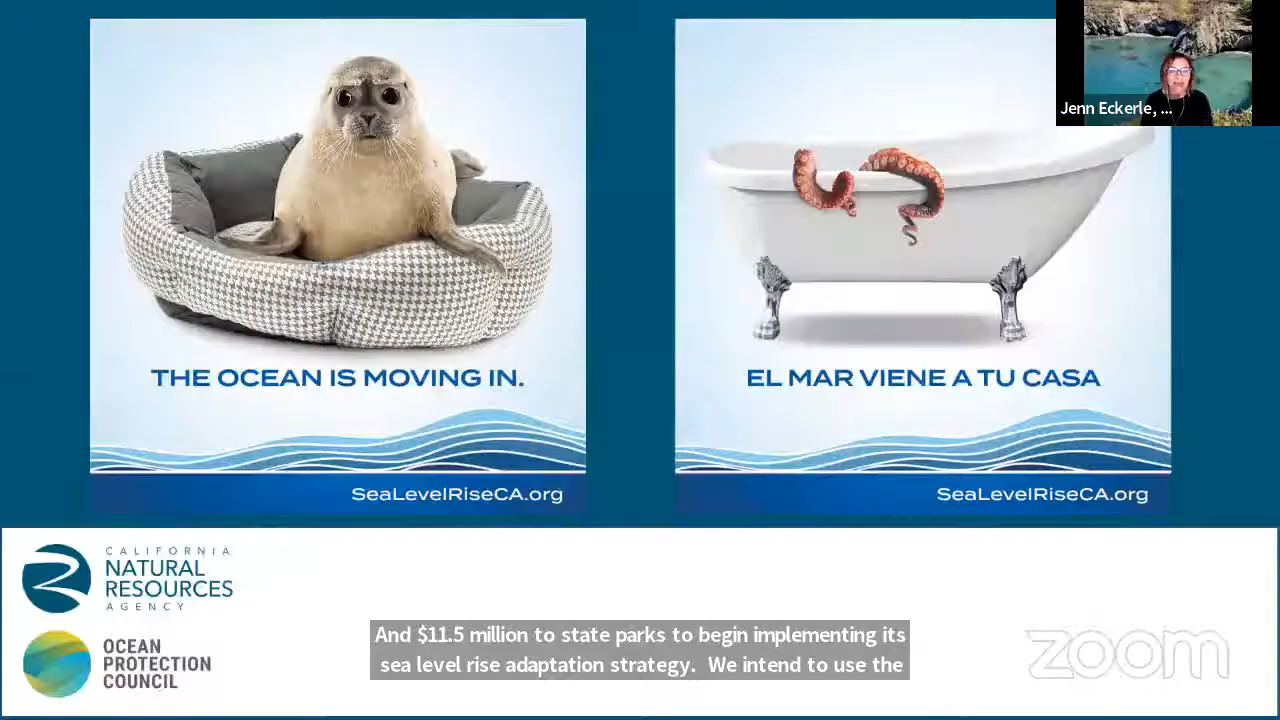 Jenn Eckerle, ...
THE OCEAN IS MOVING IN.
EL MAR VIENE A TU CASA
SeaLevelRiseCA.org
SeaLevelRiseCA.org
CALIFORNIA
NATURAL
RESOURCES
AGENCY
OCEAN
PROTECTION
COUNCIL
And $11.5 million to state parks to begin implementing its
sea level rise adaptation strategy. We intend to use the
zoom